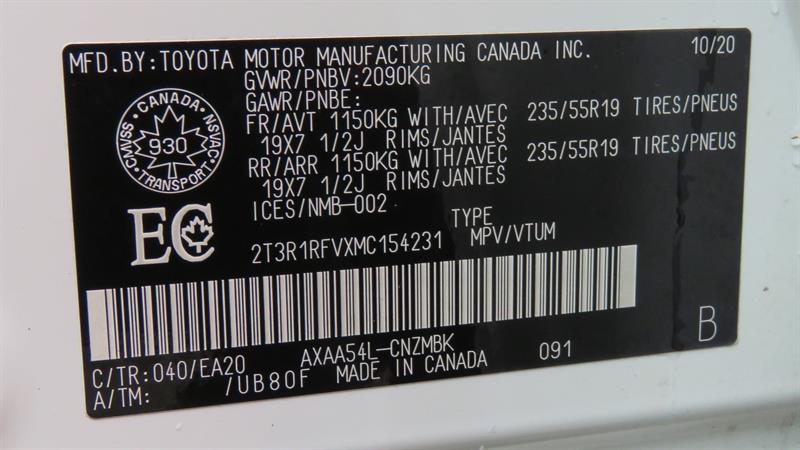 MFD.BY:TOYOTA MOTOR MANUFACTURING CANADA INC. 10/20
GVWR/PNBV:2090KG
GAWR/PNBE:
FR/AVT 1150KG WITH/AVEC 235/55R19 TIRES/PNEUS
19X7 1/2J RIMS/JANTES
RR/ARR 1150KG WITH/AVEC 235/55R19 TIRES/PNEUS
19X7 1/2J RIMS/JANTES
ICES/NMB-002 TYPE
2T3R1RFVXMC154231 MPV/VTUM
CANADA
CMVSS 930 NSVAC
TRANSPORT
EC
B
C/TR:040/EA20 AXAA54L-CNZMBK 091
A/TM: /UB80F MADE IN CANADA